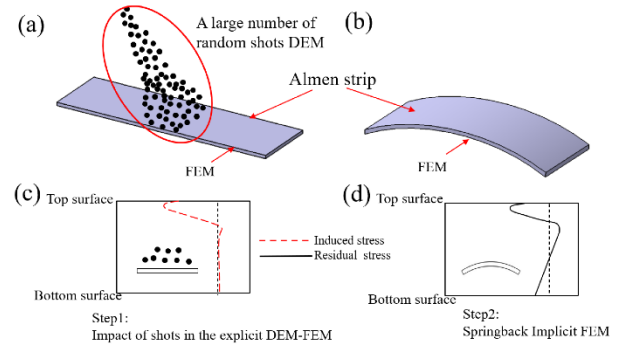 (a)
A large number of
random shots DEM
(b)
Almen strip
FEM
FEM
(c)
Top surface
Bottom surface
Induced stress
Residual stress
(d)
Top surface
Bottom surface
Step1:
Impact of shots in the explicit DEM-FEM
Step2:
Springback Implicit FEM